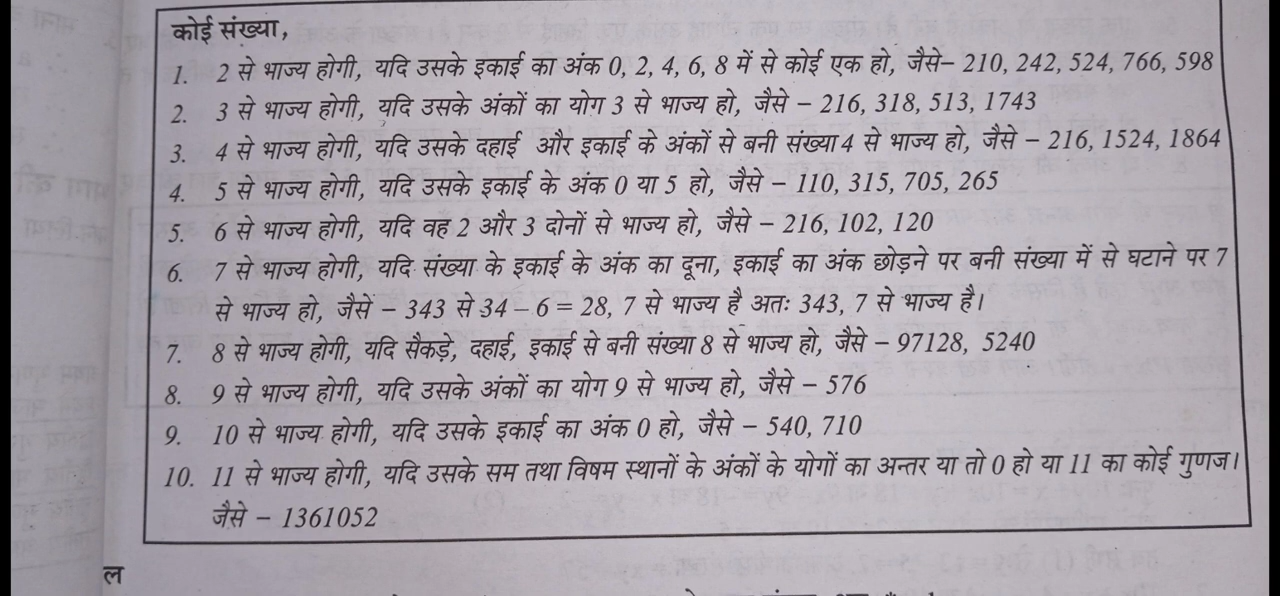 कोई संख्या,
1. 2 से भाज्य होगी, यदि उसके इकाई का अंक 0, 2, 4, 6, 8 में से कोई एक हो, जैसे– 210, 242, 524, 766, 598
2. 3 से भाज्य होगी, यदि उसके अंकों का योग 3 से भाज्य हो, जैसे – 216, 318, 513, 1743
3. 4 से भाज्य होगी, यदि उसके दहाई और इकाई के अंकों से बनी संख्या 4 से भाज्य हो, जैसे – 216, 1524, 1864
4. 5 से भाज्य होगी, यदि उसके इकाई के अंक 0 या 5 हो, जैसे – 110, 315, 705, 265
5. 6 से भाज्य होगी, यदि वह 2 और 3 दोनों से भाज्य हो, जैसे – 216, 102, 120
6. 7 से भाज्य होगी, यदि संख्या के इकाई के अंक का दूना, इकाई का अंक छोड़ने पर बनी संख्या में से घटाने पर 7
से भाज्य हो, जैसें – 343 से 34 – 6 = 28, 7 से भाज्य है अतः 343, 7 से भाज्य है।
7. 8 से भाज्य होगी, यदि सैकड़े, दहाई, इकाई से बनी संख्या 8 से भाज्य हो, जैसे – 97128, 5240
8. 9 से भाज्य होगी, यदि उसके अंकों का योग 9 से भाज्य हो, जैसे – 576
9. 10 से भाज्य होगी, यदि उसके इकाई का अंक 0 हो, जैसे – 540, 710
10. 11 से भाज्य होगी, यदि उसके सम तथा विषम स्थानों के अंकों के योगों का अन्तर या तो 0 हो या 11 का कोई गुणज।
जैसे – 1361052
ल